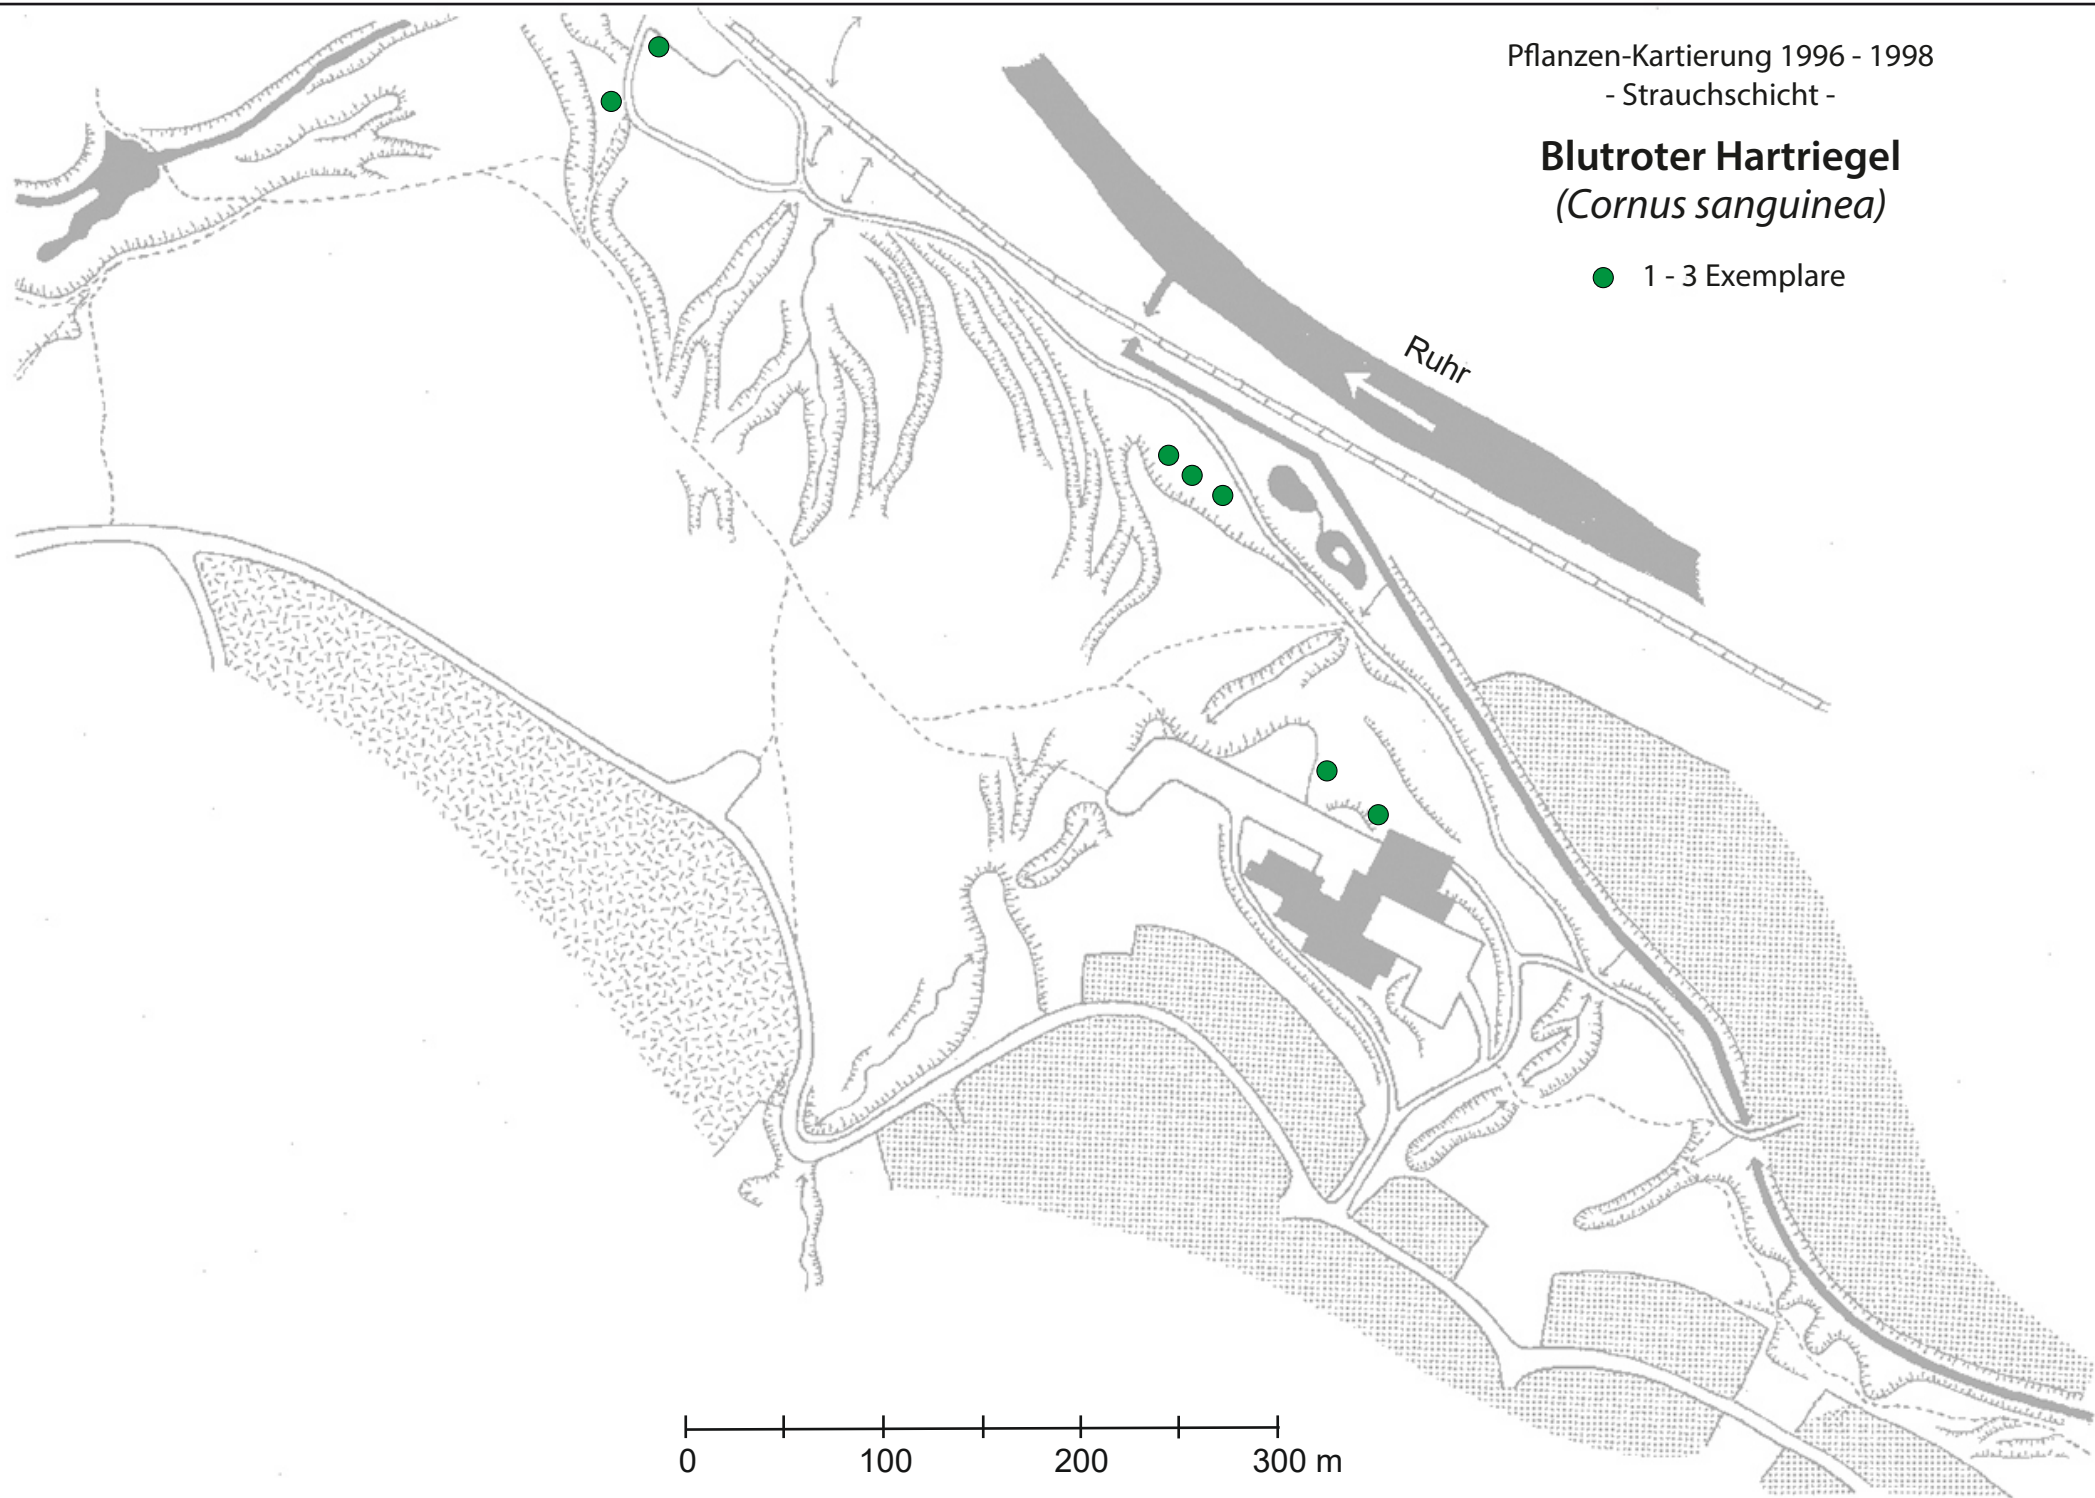 Pflanzen-Kartierung 1996 - 1998
- Strauchschicht -
Blutroter Hartriegel
(Cornus sanguinea)
1 - 3 Exemplare
Ruhr
0 100 200 300 m